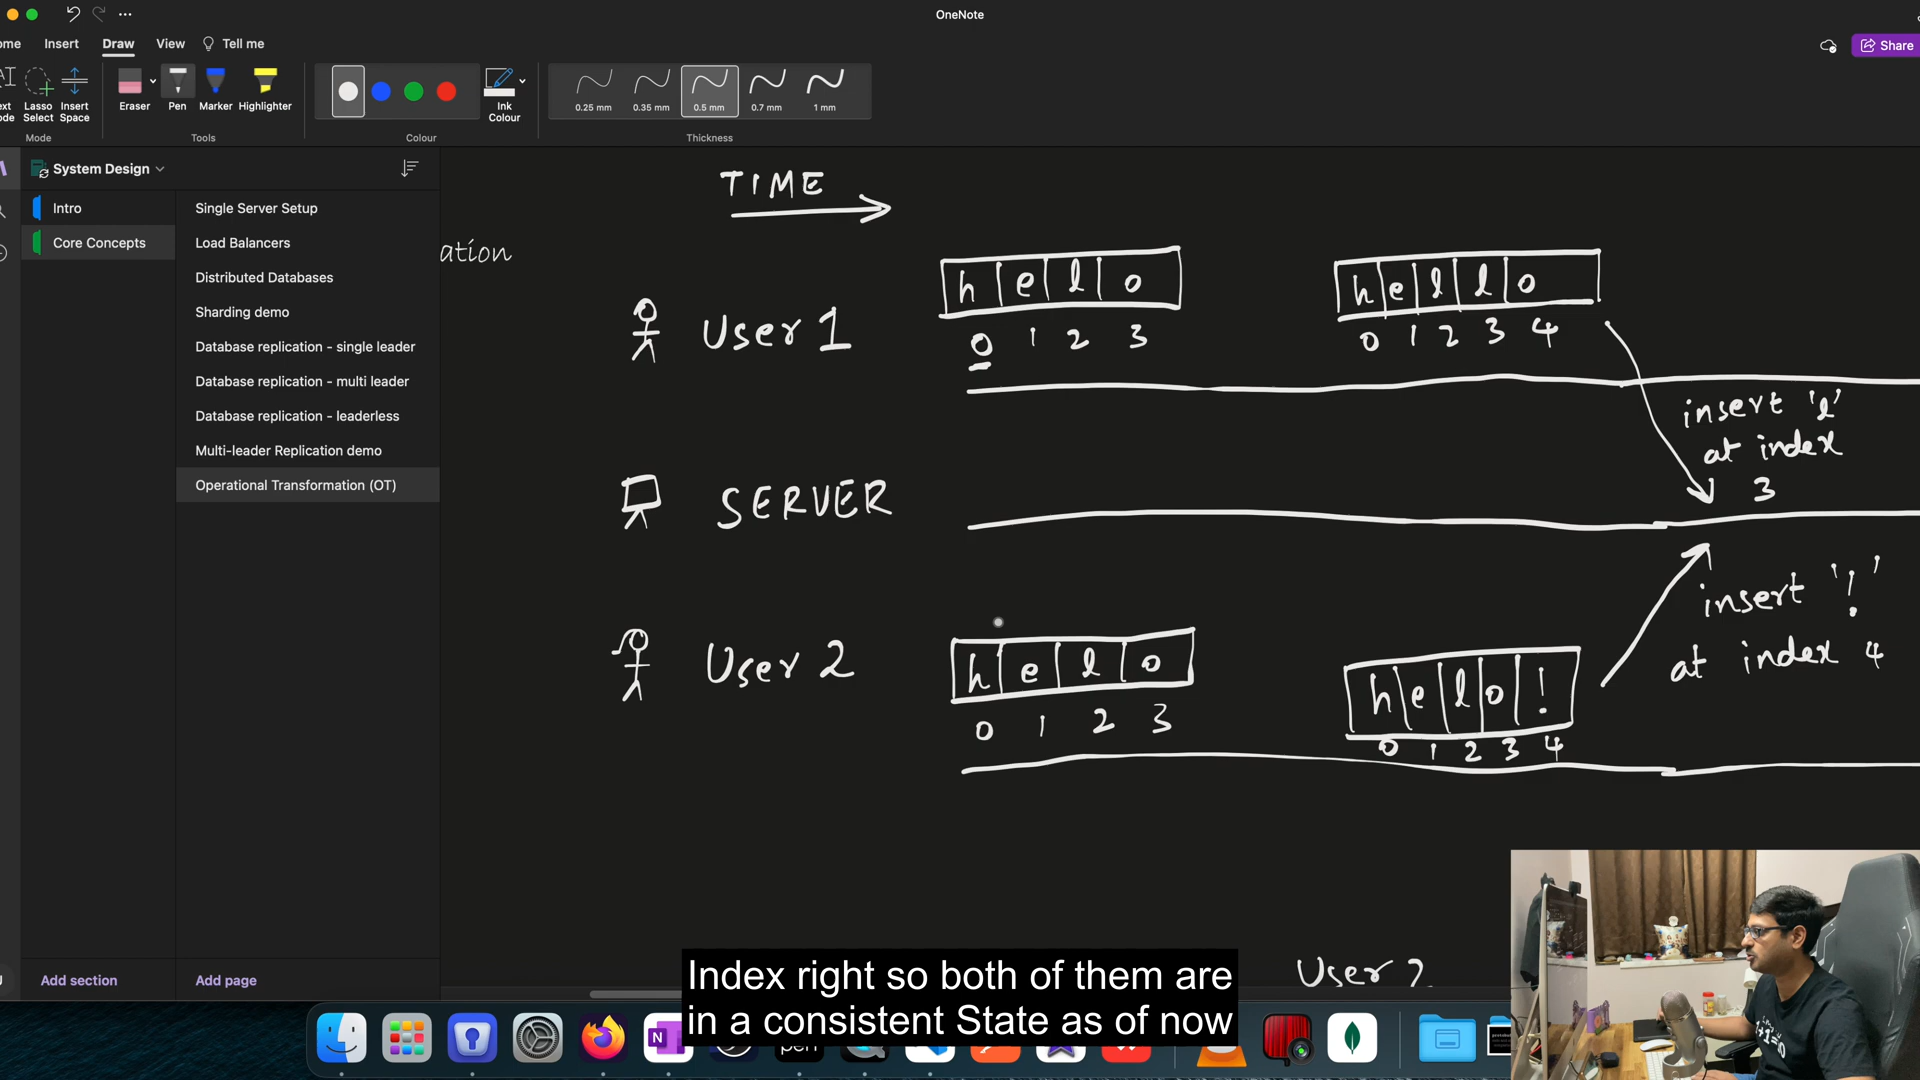 OneNote
ome Insert Draw View Tell me
Share
ext ode
Lasso Select
Insert Space
Eraser
Pen
Marker
Highlighter
Ink Colour
0.25 mm
0.35 mm
0.5 mm
0.7 mm
1 mm
Mode
Tools
Colour
Thickness
System Design
Intro
Core Concepts
Single Server Setup
Load Balancers
Distributed Databases
Sharding demo
Database replication - single leader
Database replication - multi leader
Database replication - leaderless
Multi-leader Replication demo
Operational Transformation (OT)
Add section
Add page
ation
TIME
User 1
h e l o
0 1 2 3
h e l l o
0 1 2 3 4
insert 'l'
at index
3
SERVER
insert '!'
at index 4
User 2
h e l o
0 1 2 3
h e l o !
0 1 2 3 4
User 2
Index right so both of them are
in a consistent State as of now